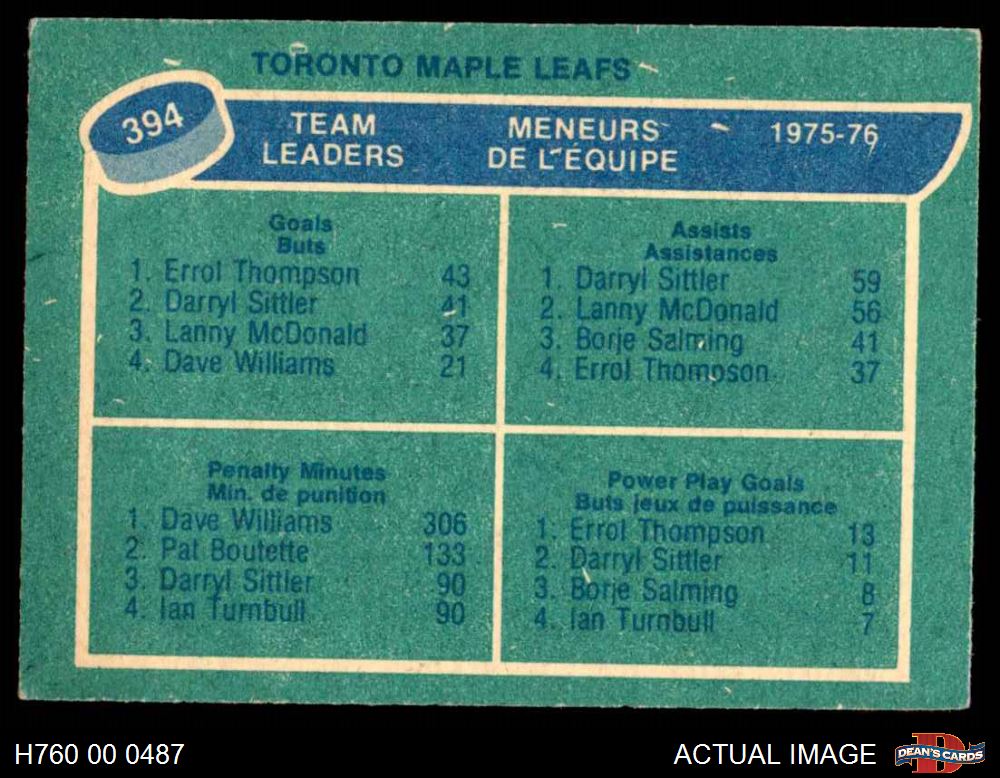 TORONTO MAPLE LEAFS
394
TEAM
LEADERS
MENEURS
DE L'ÉQUIPE
1975-76
Goals
Buts
1. Errol Thompson 43
2. Darryl Sittler 41
3. Lanny McDonald 37
4. Dave Williams 21
Assists
Assistances
1. Darryl Sittler 59
2. Lanny McDonald 56
3. Borje Salming 41
4. Errol Thompson 37
Penalty Minutes
Min. de punition
1. Dave Williams 306
2. Pat Boutette 133
3. Darryl Sittler 90
4. Ian Turnbull 90
Power Play Goals
Buts jeux de puissance
1. Errol Thompson 13
2. Darryl Sittler 11
3. Borje Salming 8
4. Ian Turnbull 7
H760 00 0487
ACTUAL IMAGE
DEAN'S CARDS